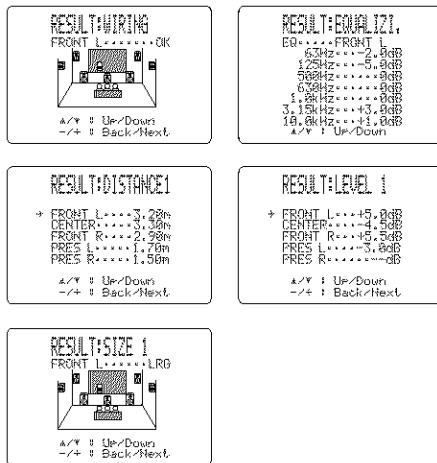 RESULT:WIRING
FRONT L·······OK
▲/▼ : Up/Down
-/+ : Back/Next
RESULT:EQUALIZI.
EQ·····FRONT L
63Hz···-2.0dB
125Hz···-5.0dB
500Hz·····0dB
630Hz·····0dB
1.0kHz·····0dB
3.15kHz···+3.0dB
10.0kHz···+1.0dB
▲/▼ : Up/Down
RESULT:DISTANCE1
→ FRONT L····3.20m
CENTER·····3.30m
FRONT R····2.90m
PRES L·····1.70m
PRES R·····1.50m
▲/▼ : Up/Down
-/+ : Back/Next
RESULT:LEVEL 1
→ FRONT L···+5.0dB
CENTER····-4.5dB
FRONT R···+5.5dB
PRES L····-3.0dB
PRES R·····--dB
▲/▼ : Up/Down
-/+ : Back/Next
RESULT:SIZE 1
FRONT L······LRG
▲/▼ : Up/Down
-/+ : Back/Next